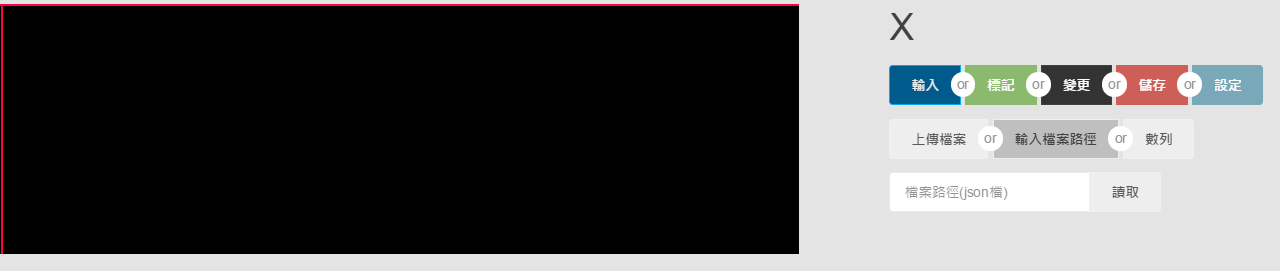 X
輸入 or 標記 or 變更 or 儲存 or 設定
上傳檔案 or 輸入檔案路徑 or 數列
檔案路徑(json檔) 讀取